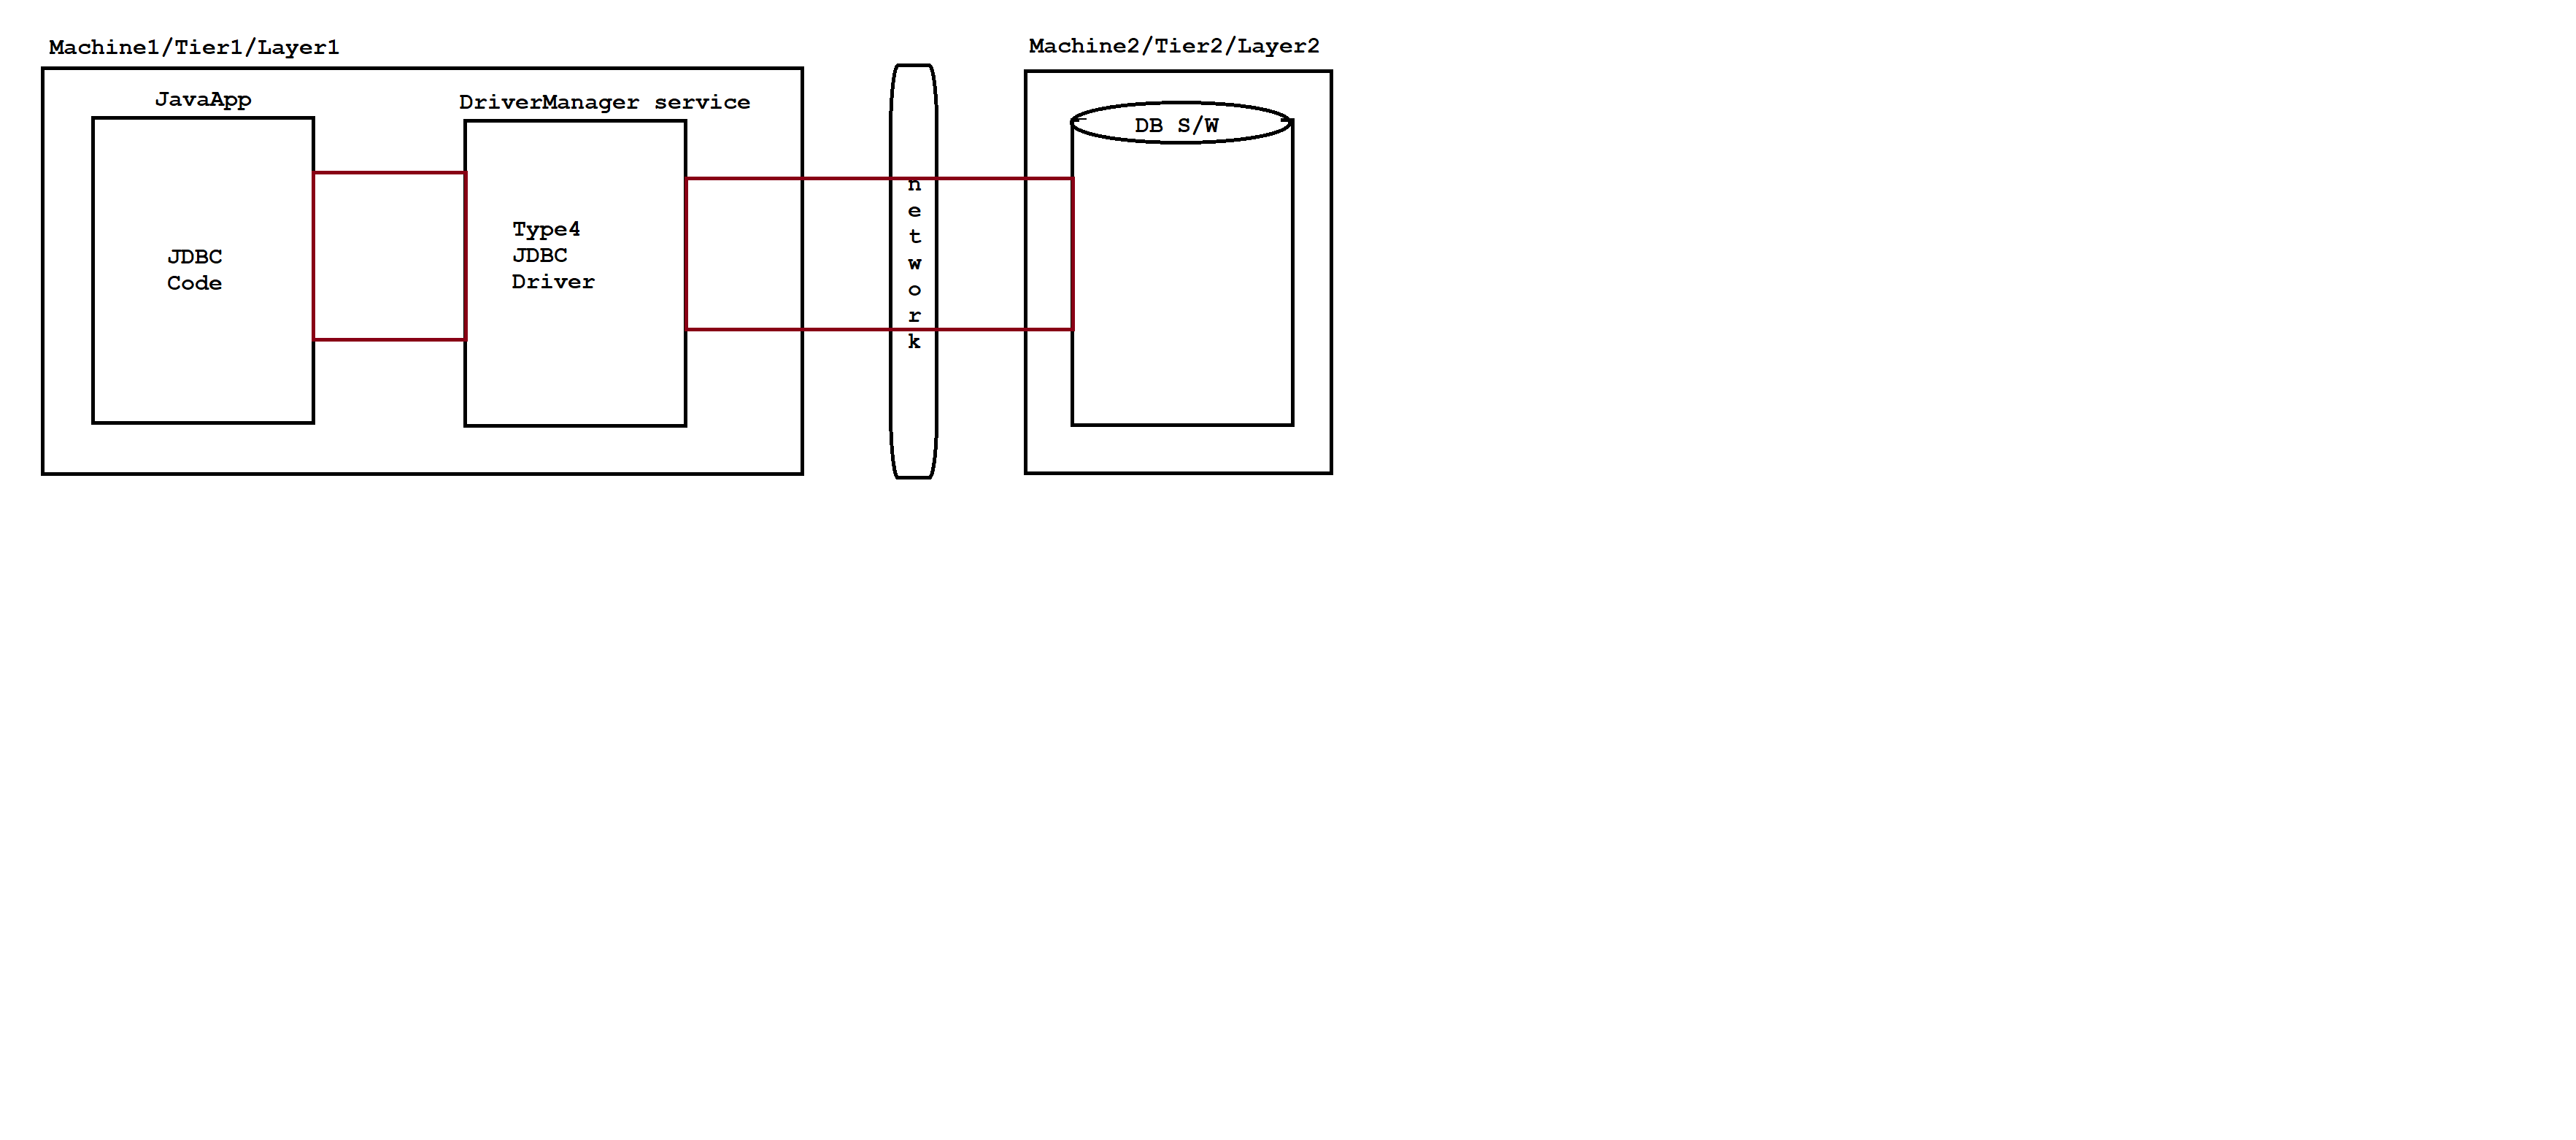 Machine1/Tier1/Layer1
Machine2/Tier2/Layer2
JavaApp
DriverManager service
DB S/W
JDBC
Code
Type4
JDBC
Driver
n
e
t
w
o
r
k